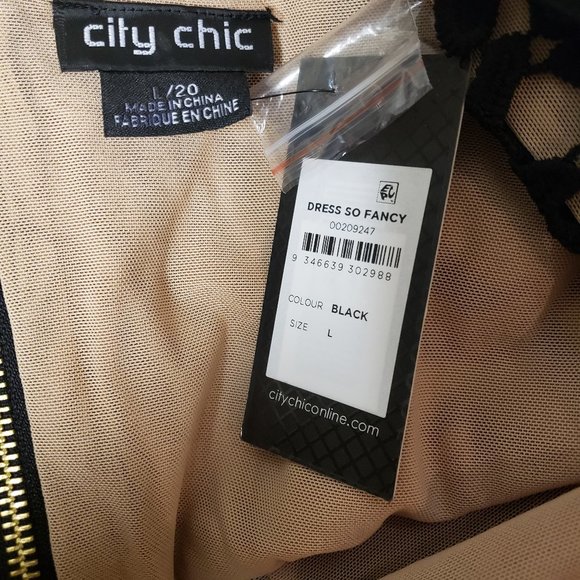 city chic
L/20
MADE IN CHINA
FABRIQUE EN CHINE
DRESS SO FANCY
00209247
9 346639 302988
COLOUR BLACK
SIZE L
citychiconline.com